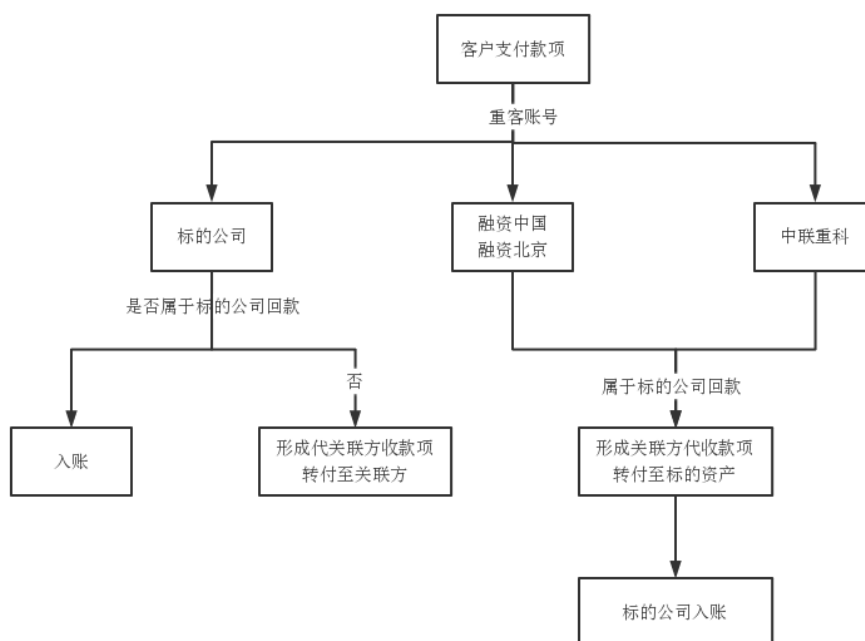 客户支付款项
重客账号
标的公司
融资中国
融资北京
中联重科
是否属于标的公司回款
否
属于标的公司回款
入账
形成代关联方收款项
转付至关联方
形成关联方代收款项
转付至标的资产
标的公司入账